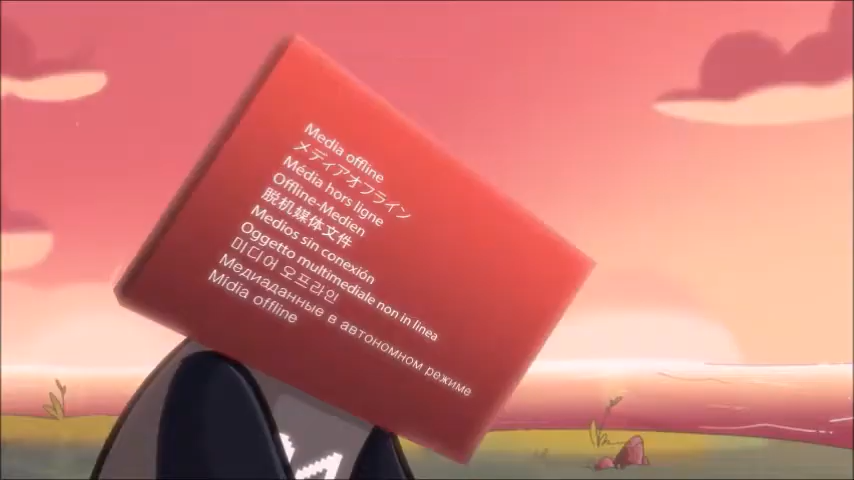 Media offline
メディアオフライン
Média hors ligne
Offline-Medien
脱机媒体文件
Medios sin conexión
Oggetto multimediale non in linea
미디어 오프라인
Медиаданные в автономном режиме
Mídia offline